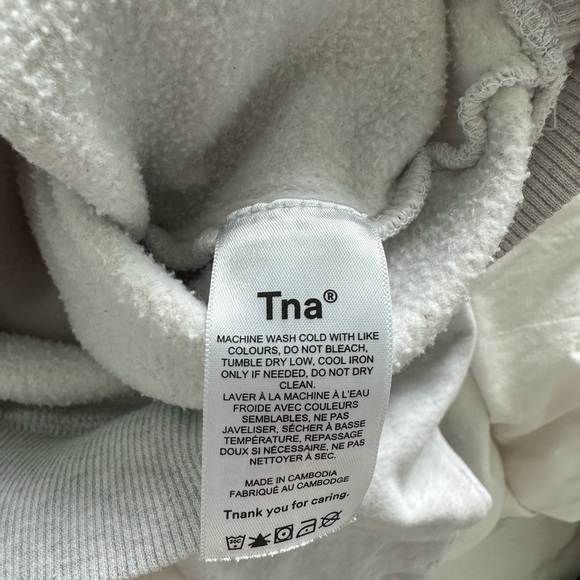 Tna®
MACHINE WASH COLD WITH LIKE
COLOURS, DO NOT BLEACH,
TUMBLE DRY LOW, COOL IRON
ONLY IF NEEDED, DO NOT DRY
CLEAN.
LAVER À LA MACHINE À L'EAU
FROIDE AVEC COULEURS
SEMBLABLES, NE PAS
JAVELISER, SÉCHER À BASSE
TEMPÉRATURE, REPASSAGE
DOUX SI NÉCESSAIRE, NE PAS
NETTOYER À SEC.
MADE IN CAMBODIA
FABRIQUÉ AU CAMBODGE
Tnank you for caring.
30C